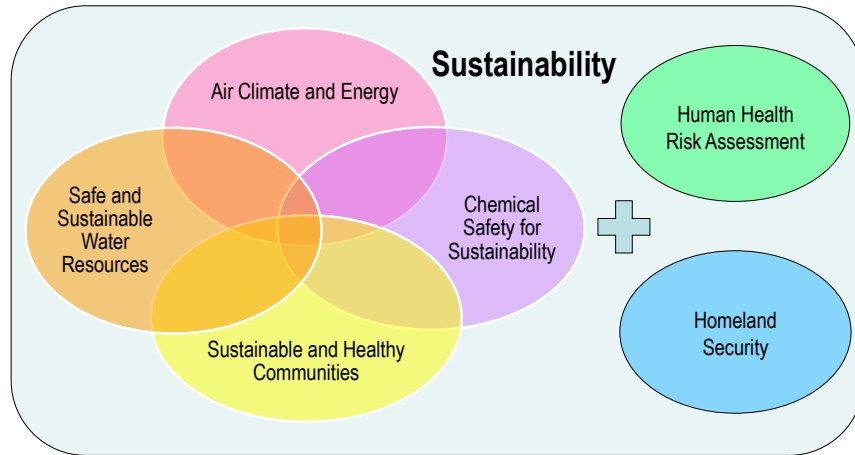 Sustainability
Air Climate and Energy
Safe and
Sustainable
Water
Resources
Chemical
Safety for
Sustainability
Sustainable and Healthy
Communities
Human Health
Risk Assessment
Homeland
Security